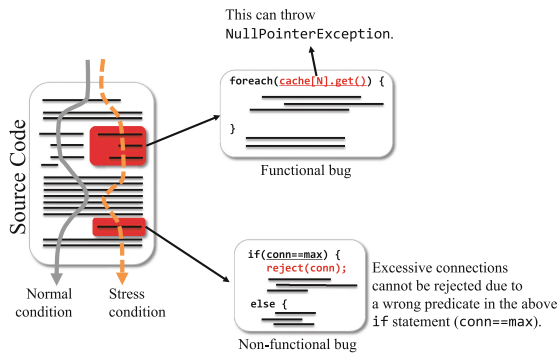 This can throw
NullPointerException.
foreach(cache[N].get()) {
}
Functional bug
Source Code
Normal
condition
Stress
condition
if(conn==max) {
reject(conn);
else {
Non-functional bug
Excessive connections
cannot be rejected due to
a wrong predicate in the above
if statement (conn==max).